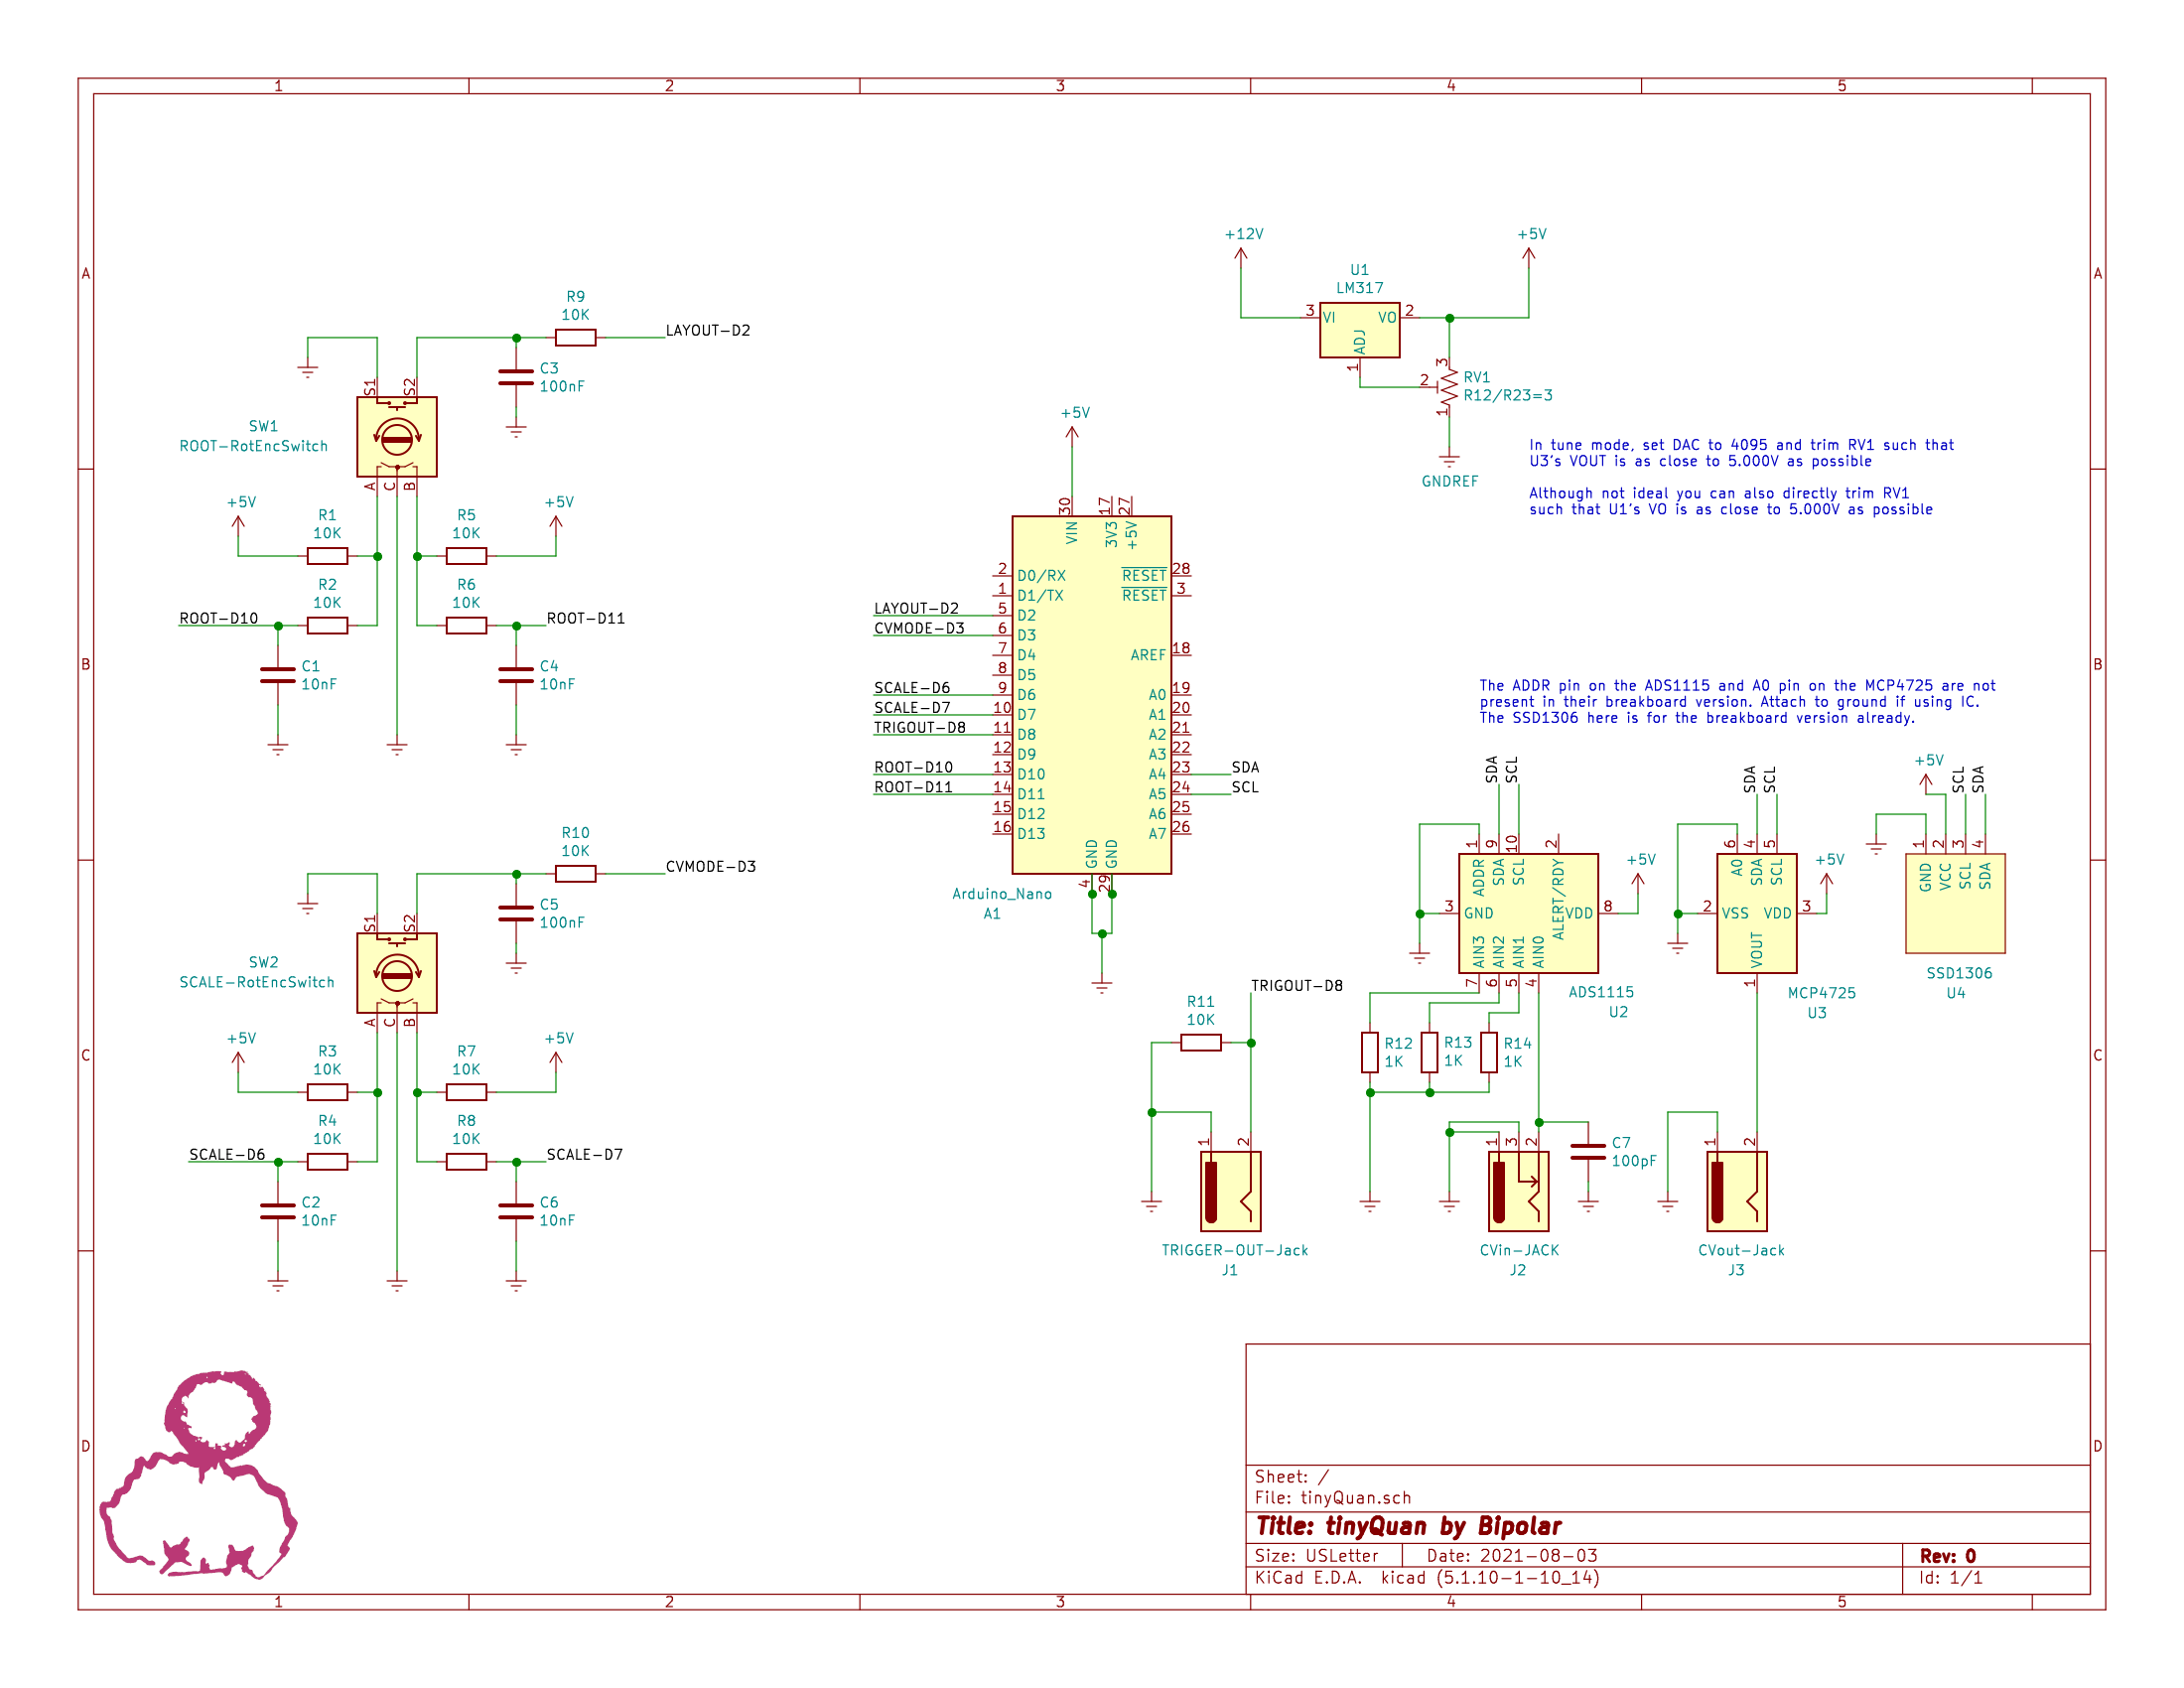 1 2 3 4 5
A
B
C
D
A
B
C
D
1 2 3 4 5
R9
10K
LAYOUT-D2
C3
100nF
S1
S2
SW1
ROOT-RotEncSwitch
A
C
B
+5V
+5V
R1
10K
R5
10K
R2
10K
R6
10K
ROOT-D10
ROOT-D11
C1
10nF
C4
10nF
R10
10K
CVMODE-D3
C5
100nF
S1
S2
SW2
SCALE-RotEncSwitch
A
C
B
+5V
+5V
R3
10K
R7
10K
R4
10K
R8
10K
SCALE-D6
SCALE-D7
C2
10nF
C6
10nF
+5V
30
17
27
VIN
3V3
+5V
2 D0/RX
1 D1/TX
LAYOUT-D2 5 D2
CVMODE-D3 6 D3
7 D4
8 D5
SCALE-D6 9 D6
SCALE-D7 10 D7
TRIGOUT-D8 11 D8
12 D9
ROOT-D10 13 D10
ROOT-D11 14 D11
15 D12
16 D13
RESET 28
RESET 3
AREF 18
A0 19
A1 20
A2 21
A3 22
A4 23 SDA
A5 24 SCL
A6 25
A7 26
GND
GND
4
29
Arduino_Nano
A1
+12V
+5V
U1
LM317
3 VI
VO 2
ADJ
1
3
2
1
RV1
R12/R23=3
GNDREF
In tune mode, set DAC to 4095 and trim RV1 such that
U3's VOUT is as close to 5.000V as possible
Although not ideal you can also directly trim RV1
such that U1's VO is as close to 5.000V as possible
The ADDR pin on the ADS1115 and A0 pin on the MCP4725 are not
present in their breakboard version. Attach to ground if using IC.
The SSD1306 here is for the breakboard version already.
SDA
SCL
1
9
10
2
ADDR
SDA
SCL
ALERT/RDY
3 GND
VDD 8
+5V
AIN3
AIN2
AIN1
AIN0
7
6
5
4
ADS1115
U2
SDA
SCL
6
4
5
A0
SDA
SCL
2 VSS
VDD 3
+5V
VOUT
1
MCP4725
U3
+5V
SCL
SDA
1
2
3
4
GND
VCC
SCL
SDA
SSD1306
U4
TRIGOUT-D8
R11
10K
1
2
TRIGGER-OUT-Jack
J1
R12
1K
R13
1K
R14
1K
1
3
2
C7
100pF
CVin-JACK
J2
1
2
CVout-Jack
J3
Sheet: /
File: tinyQuan.sch
Title: tinyQuan by Bipolar
Size: USLetter Date: 2021-08-03 Rev: 0
KiCad E.D.A. kicad (5.1.10-1-10_14) Id: 1/1